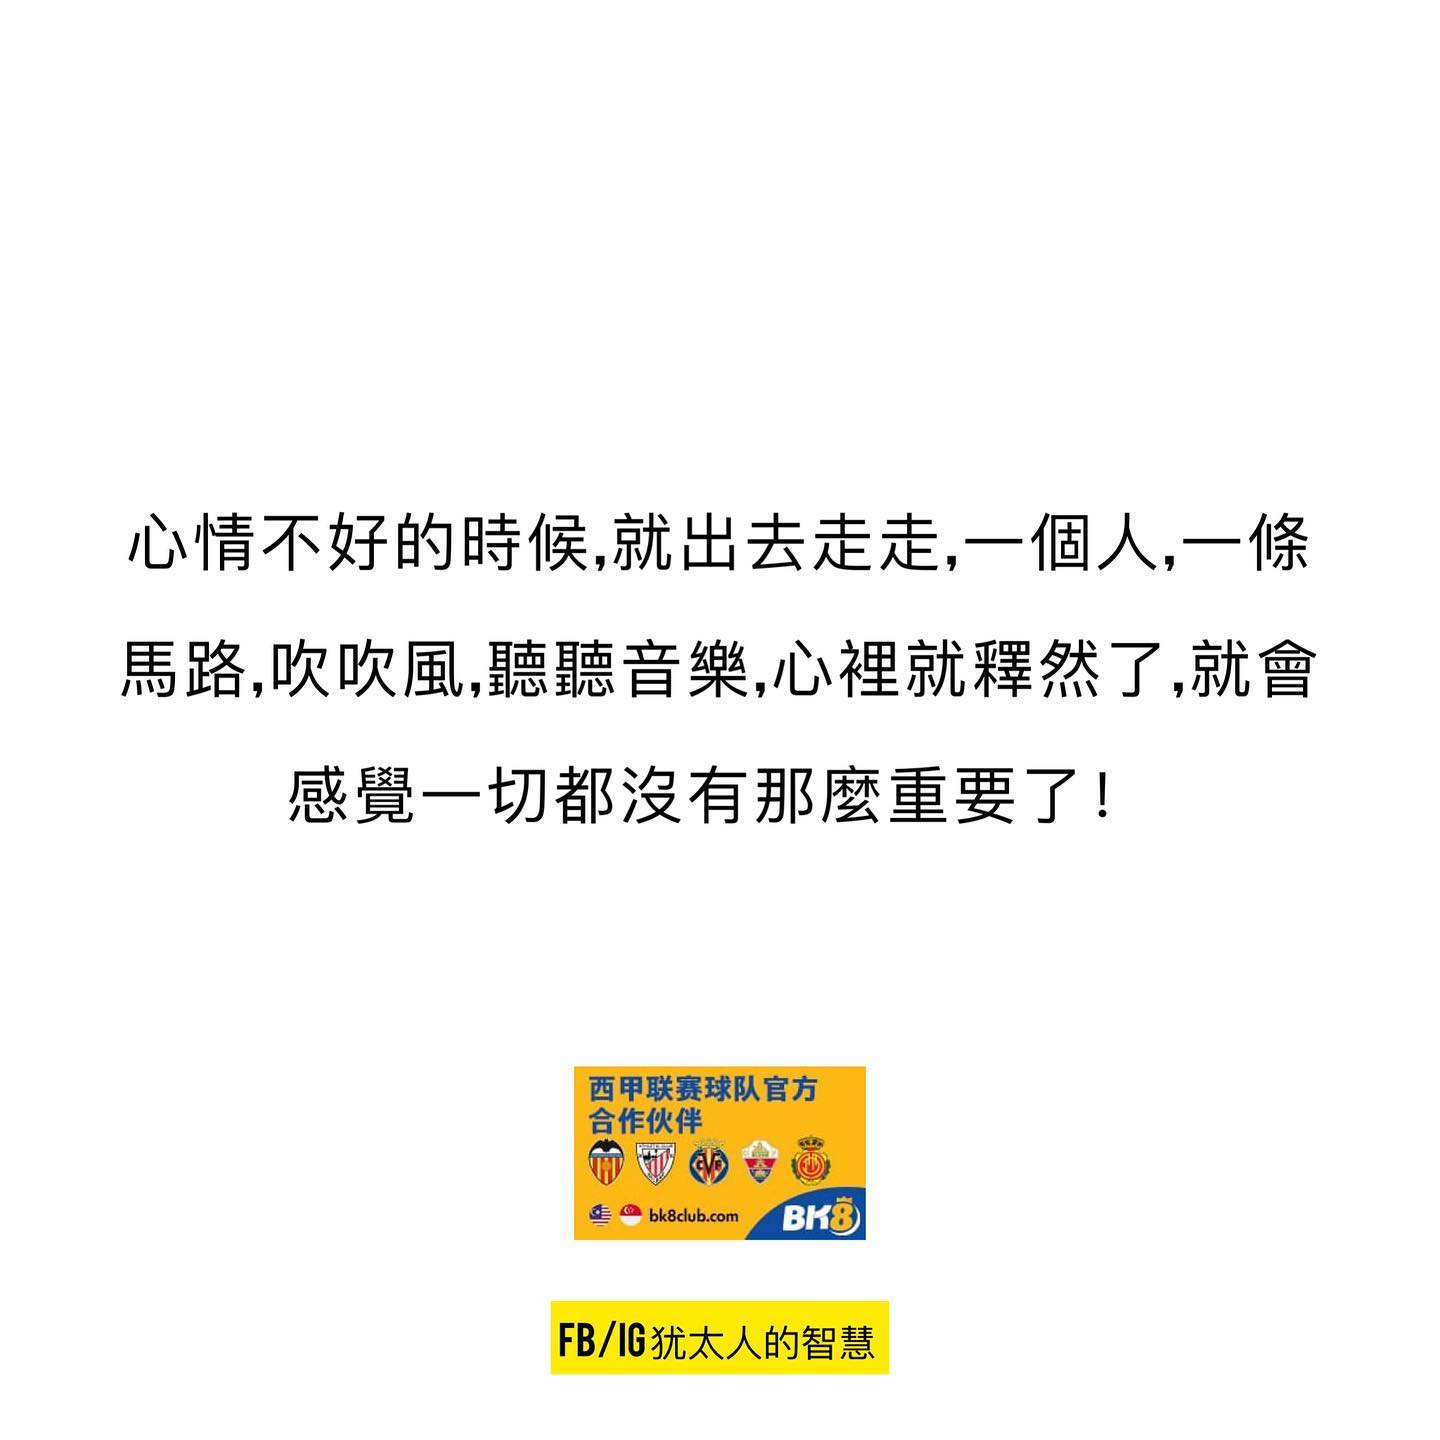 心情不好的時候,就出去走走,一個人,一條
馬路,吹吹風,聽聽音樂,心裡就釋然了,就會
感覺一切都沒有那麼重要了!
西甲联赛球队官方
合作伙伴
bk8club.com
BK8
FB/IG犹太人的智慧